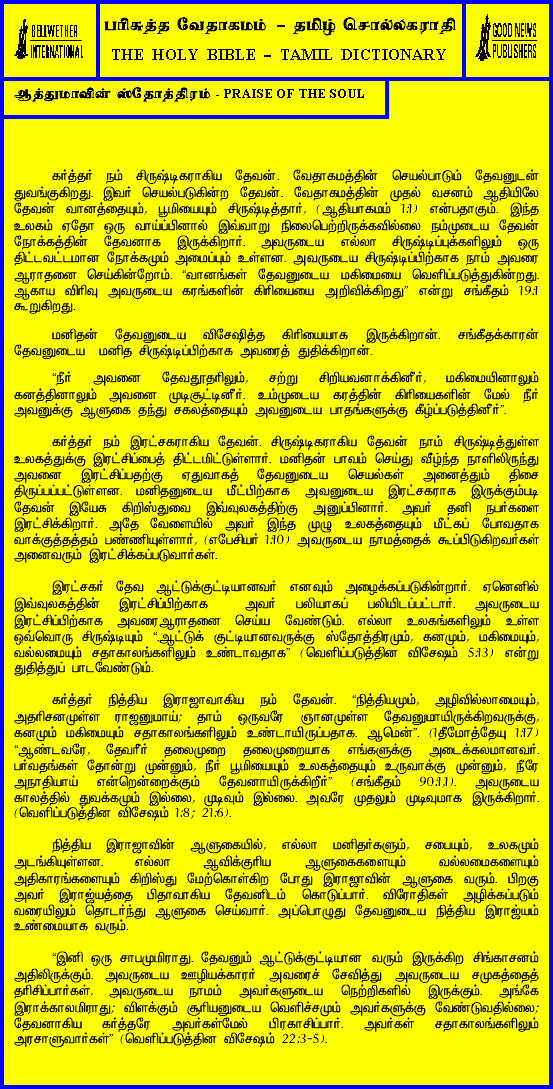 BELLWETHER
INTERNATIONAL
பரிசுத்த வேதாகமம் – தமிழ் சொல்லகராதி
THE HOLY BIBLE – TAMIL DICTIONARY
GOOD NEWS
PUBLISHERS
ஆத்துமாவின் ஸ்தோத்திரம் - PRAISE OF THE SOUL
கர்த்தர் நம் சிருஷ்டிகராகிய தேவன். வேதாகமத்தின் செயல்பாடும் தேவனுடன்
துவங்குகிறது. இவர் செயல்படுகின்ற தேவன். வேதாகமத்தின் முதல் வசனம் ஆதியிலே
தேவன் வானத்தையும், பூமியையும் சிருஷ்டித்தார், (ஆதியாகமம் 1:1) என்பதாகும். இந்த
உலகம் ஏதோ ஒரு வாய்ப்பினால் இவ்வாறு நிலைபெற்றிருக்கவில்லை நம்முடைய தேவன்
நோக்கத்தின் தேவனாக இருக்கிறார். அவருடைய எல்லா சிருஷ்டிப்புக்களிலும் ஒரு
திட்டவட்டமான நோக்கமும் அமைப்பும் உள்ளன. அவருடைய சிருஷ்டிப்பிற்காக நாம் அவரை
ஆராதனை செய்கின்றோம். “வானங்கள் தேவனுடைய மகிமையை வெளிப்படுத்துகின்றது.
ஆகாய விரிவு அவருடைய கரங்களின் கிரியையை அறிவிக்கிறது” என்று சங்கீதம் 19:1
கூறுகிறது.
மனிதன் தேவனுடைய விசேஷித்த கிரியையாக இருக்கிறான். சங்கீதக்காரன்
தேவனுடைய மனித சிருஷ்டிப்பிற்காக அவரைத் துதிக்கிறான்.
“நீர் அவனை தேவதூதரிலும், சற்று சிறியவனாக்கினீர், மகிமையினாலும்
கனத்தினாலும் அவனை முடிசூட்டினீர். உம்முடைய கரத்தின் கிரியைகளின் மேல் நீர்
அவனுக்கு ஆளுகை தந்து சகலத்தையும் அவனுடைய பாதங்களுக்கு கீழ்ப்படுத்தினீர்”.
கர்த்தர் நம் இரட்சகராகிய தேவன். சிருஷ்டிகராகிய தேவன் நாம் சிருஷ்டித்துள்ள
உலகத்துக்கு இரட்சிப்பைத் திட்டமிட்டுள்ளார். மனிதன் பாவம் செய்து வீழ்ந்த நாளிலிருந்து
அவனை இரட்சிப்பதற்கு ஏதுவாகத் தேவனுடைய செயல்கள் அனைத்தும் திசை
திருப்பப்பட்டுள்ளன. மனிதனுடைய மீட்பிற்காக அவனுடைய இரட்சகராக இருக்கும்படி
தேவன் இயேசு கிறிஸ்துவை இவ்வுலகத்திற்கு அனுப்பினார். அவர் தனி நபர்களை
இரட்சிக்கிறார். அதே வேளையில் அவர் இந்த முழு உலகத்தையும் மீட்கப் போவதாக
வாக்குத்தத்தம் பண்ணியுள்ளார், (எபேசியர் 1:10) அவருடைய நாமத்தைக் கூப்பிடுகிறவர்கள்
அனைவரும் இரட்சிக்கப்படுவார்கள்.
இரட்சகர் தேவ ஆட்டுக்குட்டியானவர் எனவும் அழைக்கப்படுகின்றார். ஏனெனில்
இவ்வுலகத்தின் இரட்சிப்பிற்காக அவர் பலியாகப் பலியிடப்பட்டார். அவருடைய
இரட்சிப்பிற்காக அவரைஆராதனை செய்ய வேண்டும். எல்லா உலகங்களிலும் உள்ள
ஒவ்வொரு சிருஷ்டியும் “ஆட்டுக் குட்டியானவருக்கு ஸ்தோத்திரமும், கனமும், மகிமையும்,
வல்லமையும் சதாகாலங்களிலும் உண்டாவதாக” (வெளிப்படுத்தின விசேஷம் 5:13) என்று
துதித்துப் பாடவேண்டும்.
கர்த்தர் நித்திய இராஜாவாகிய நம் தேவன். “நித்தியமும், அழிவில்லாமையும்,
அதரிசனமுள்ள ராஜனுமாய்; தாம் ஒருவரே ஞானமுள்ள தேவனுமாயிருக்கிறவருக்கு,
கனமும் மகிமையும் சதாகாலங்களிலும் உண்டாயிருப்பதாக. ஆமென்”. (தீமோத்தேயு 1:17)
“ஆண்டவரே, தேவரீர் தலைமுறை தலைமுறையாக எங்களுக்கு அடைக்கலமானவர்.
பர்வதங்கள் தோன்று முன்னும், நீர் பூமியையும் உலகத்தையும் உருவாக்கு முன்னும், நீரே
அநாதியாய் என்றென்றைக்கும் தேவனாயிருக்கிறீர்” (சங்கீதம் 90:1,1). அவருடைய
காலத்தில் துவக்கமும் இல்லை, முடிவும் இல்லை. அவரே முதலும் முடிவுமாக இருக்கிறார்.
(வெளிப்படுத்தின விசேஷம் 1:8; 21:6).
நித்திய இராஜாவின் ஆளுகையில், எல்லா மனிதர்களும், சபையும், உலகமும்
அடங்கியுள்ளன. எல்லா ஆவிக்குரிய ஆளுகைகளையும் வல்லமைகளையும்
அதிகாரங்களையும் கிறிஸ்து மேற்கொள்கிற போது இராஜாவின் ஆளுகை வரும். பிறகு
அவர் இராஜ்யத்தை பிதாவாகிய தேவனிடம் கொடுப்பார். விரோதிகள் அழிக்கப்படும்
வரையிலும் தொடர்ந்து ஆளுகை செய்வார். அப்பொழுது தேவனுடைய நித்திய இராஜ்யம்
உண்மையாக வரும்.
“இனி ஒரு சாபமுமிராது. தேவனும் ஆட்டுக்குட்டியான வரும் இருக்கிற சிங்காசனம்
அதிலிருக்கும். அவருடைய ஊழியக்காரர் அவரைச் சேவித்து அவருடைய சமுகத்தைத்
தரிசிப்பார்கள், அவருடைய நாமம் அவர்களுடைய நெற்றிகளில் இருக்கும். அங்கே
இராக்காலமிராது; விளக்கும் சூரியனுடைய வெளிச்சமும் அவர்களுக்கு வேண்டுவதில்லை;
தேவனாகிய கர்த்தரே அவர்கள்மேல் பிரகாசிப்பார். அவர்கள் சதாகாலங்களிலும்
அரசாளுவார்கள்” (வெளிப்படுத்தின விசேஷம் 22:3-5).